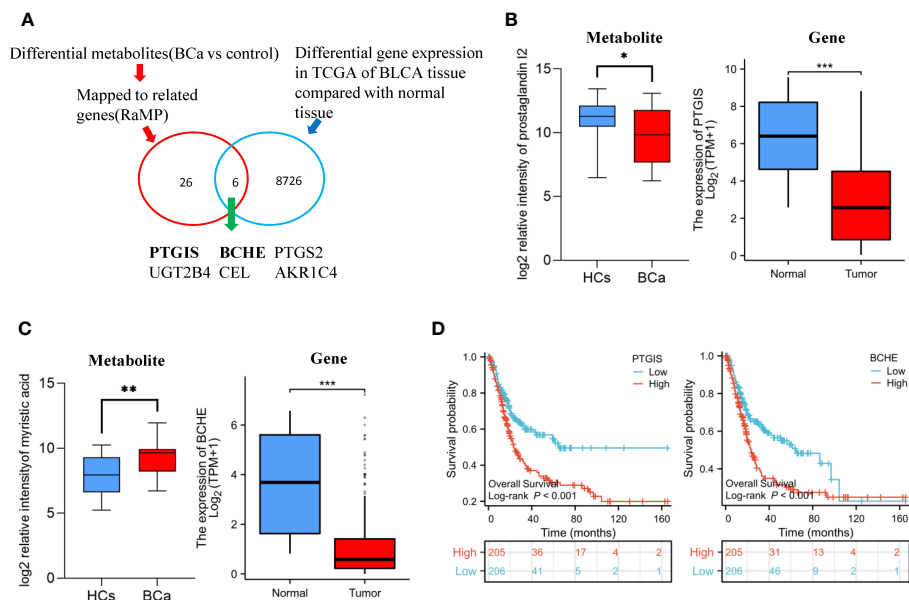 A
Differential metabolites(BCa vs control)
Mapped to related
genes(RaMP)
Differential gene expression
in TCGA of BLCA tissue
compared with normal
tissue
26
6
8726
PTGIS BCHE PTGS2
UGT2B4 CEL AKR1C4
B
Metabolite
log2 relative intensity of prostaglandin I2
15
10
5
0
*
HCs
BCa
Gene
The expression of PTGIS
Log2 (TPM+1)
10
8
6
4
2
0
***
Normal
Tumor
C
Metabolite
log2 relative intensity of myristic acid
15
10
5
0
**
HCs
BCa
Gene
The expression of BCHE
Log2 (TPM+1)
6
4
2
0
***
Normal
Tumor
D
Survival probability
1.0
0.8
0.6
0.4
0.2
PTGIS
Low
High
Overall Survival
Log-rank P < 0.001
0 40 80 120 160
Time (months)
High 205 36 17 4 2
Low 206 41 5 2 1
Survival probability
1.0
0.8
0.6
0.4
BCHE
Low
High
Overall Survival
Log-rank P < 0.001
0 40 80 120 160
Time (months)
High 205 31 13 4 2
Low 206 46 9 2 1